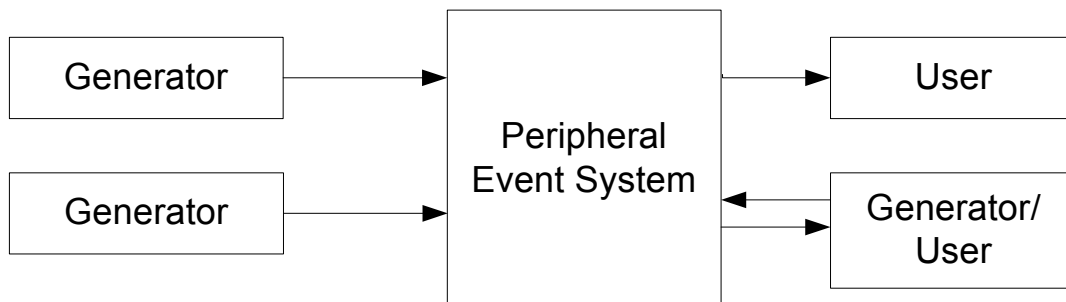 Generator
Generator
Peripheral
Event System
User
Generator/
User